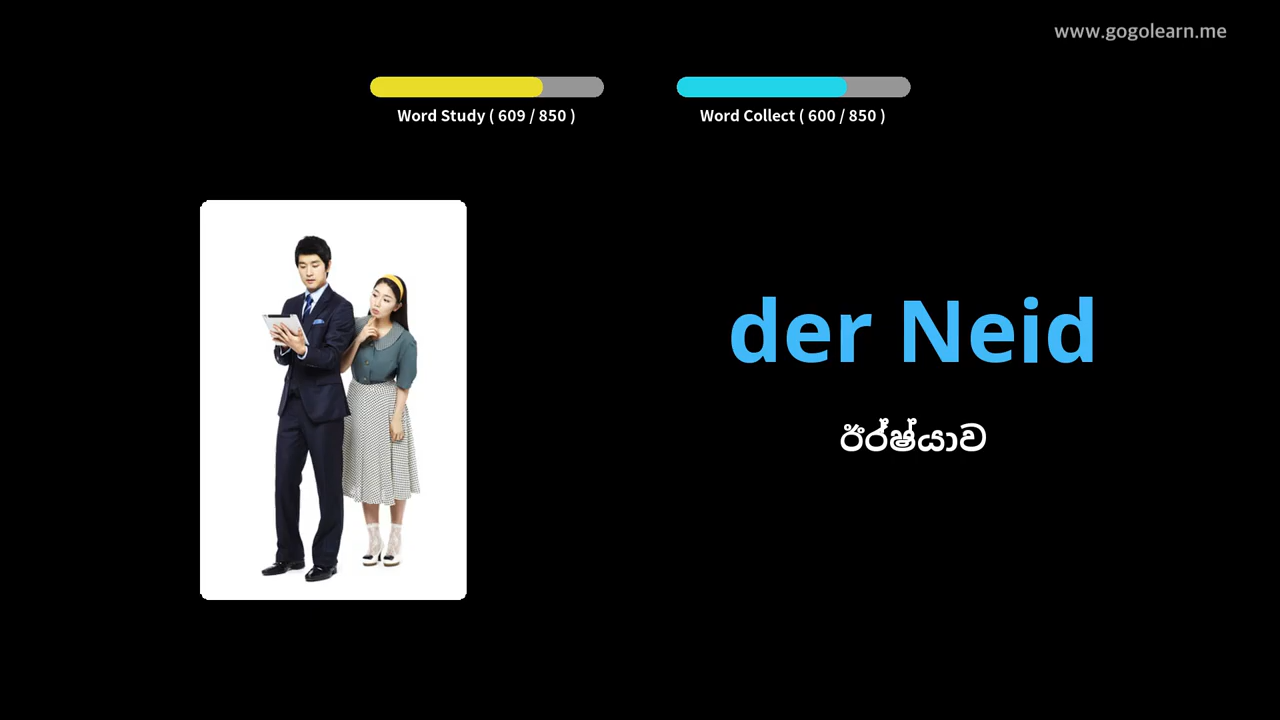 www.gogolearn.me
Word Study ( 609 / 850 )
Word Collect ( 600 / 850 )
der Neid
ඊර්ෂ්යාව